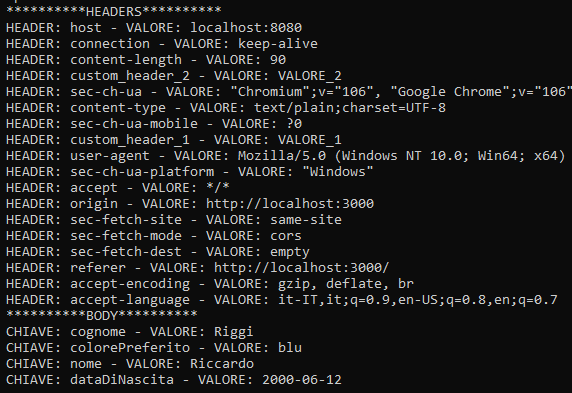 **********HEADERS**********
HEADER: host - VALORE: localhost:8080
HEADER: connection - VALORE: keep-alive
HEADER: content-length - VALORE: 90
HEADER: custom_header_2 - VALORE: VALORE_2
HEADER: sec-ch-ua - VALORE: "Chromium";v="106", "Google Chrome";v="106"
HEADER: content-type - VALORE: text/plain;charset=UTF-8
HEADER: sec-ch-ua-mobile - VALORE: ?0
HEADER: custom_header_1 - VALORE: VALORE_1
HEADER: user-agent - VALORE: Mozilla/5.0 (Windows NT 10.0; Win64; x64)
HEADER: sec-ch-ua-platform - VALORE: "Windows"
HEADER: accept - VALORE: */*
HEADER: origin - VALORE: http://localhost:3000
HEADER: sec-fetch-site - VALORE: same-site
HEADER: sec-fetch-mode - VALORE: cors
HEADER: sec-fetch-dest - VALORE: empty
HEADER: referer - VALORE: http://localhost:3000/
HEADER: accept-encoding - VALORE: gzip, deflate, br
HEADER: accept-language - VALORE: it-IT,it;q=0.9,en-US;q=0.8,en;q=0.7
**********BODY**********
CHIAVE: cognome - VALORE: Riggi
CHIAVE: colorePreferito - VALORE: blu
CHIAVE: nome - VALORE: Riccardo
CHIAVE: dataDiNascita - VALORE: 2000-06-12